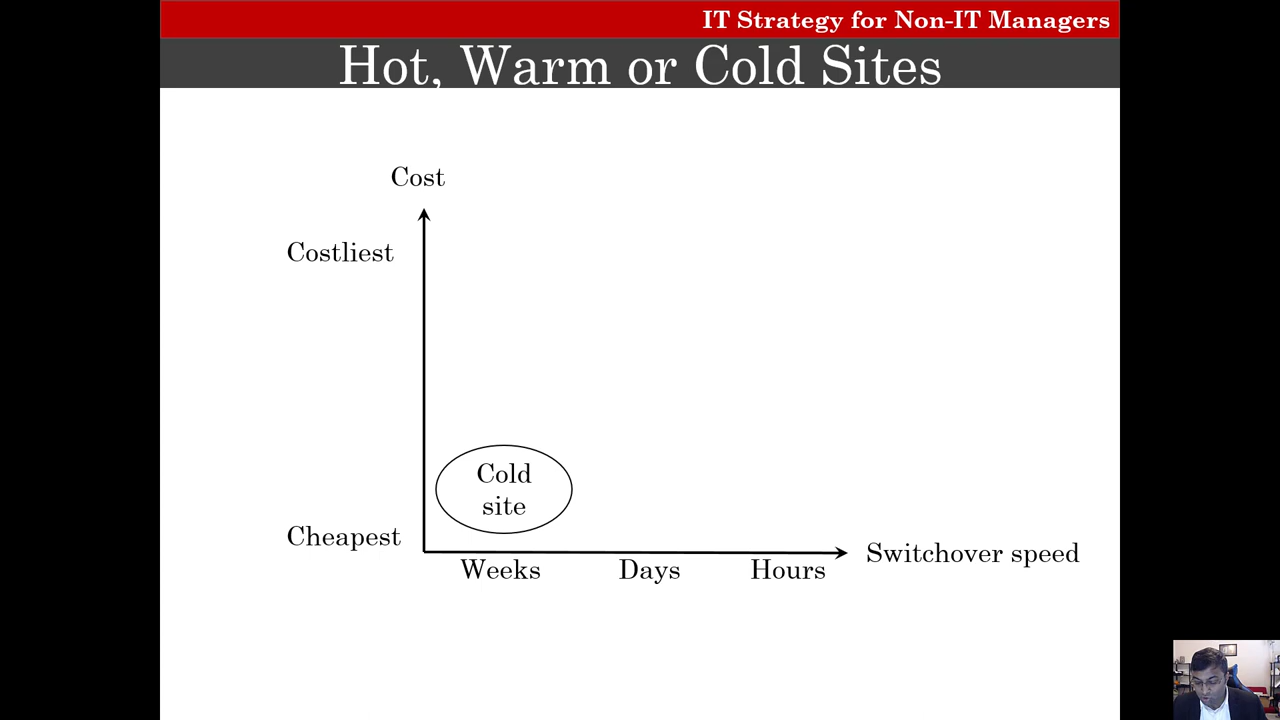 IT Strategy for Non-IT Managers
Hot, Warm or Cold Sites
Cost
Costliest
Cold
site
Cheapest
Switchover speed
Weeks
Days
Hours